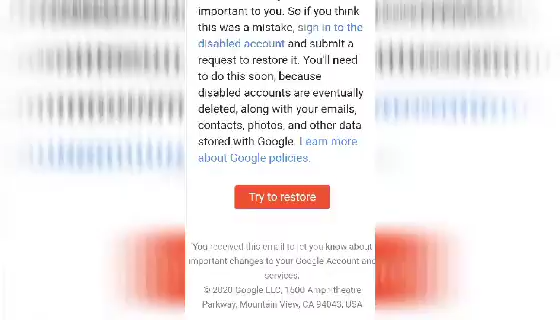 important to you. So if you think
this was a mistake, sign in to the
disabled account and submit a
request to restore it. You'll need
to do this soon, because
disabled accounts are eventually
deleted, along with your emails,
contacts, photos, and other data
stored with Google. Learn more
about Google policies.
Try to restore
You received this email to let you know about
important changes to your Google Account and
services.
© 2020 Google LLC, 1600 Amphitheatre
Parkway, Mountain View, CA 94043, USA